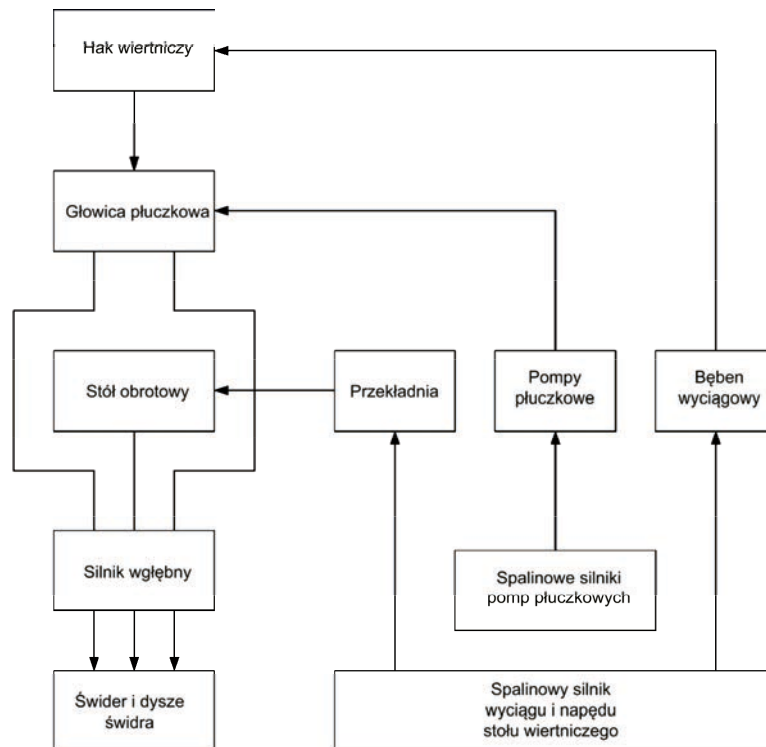 Hak wiertniczy
Głowica płuczkowa
Stół obrotowy
Przekładnia
Pompy
płuczkowe
Bęben
wyciągowy
Silnik wgłębny
Spalinowe silniki
pomp płuczkowych
Świder i dysze
świdra
Spalinowy silnik
wyciągu i napędu
stołu wiertniczego